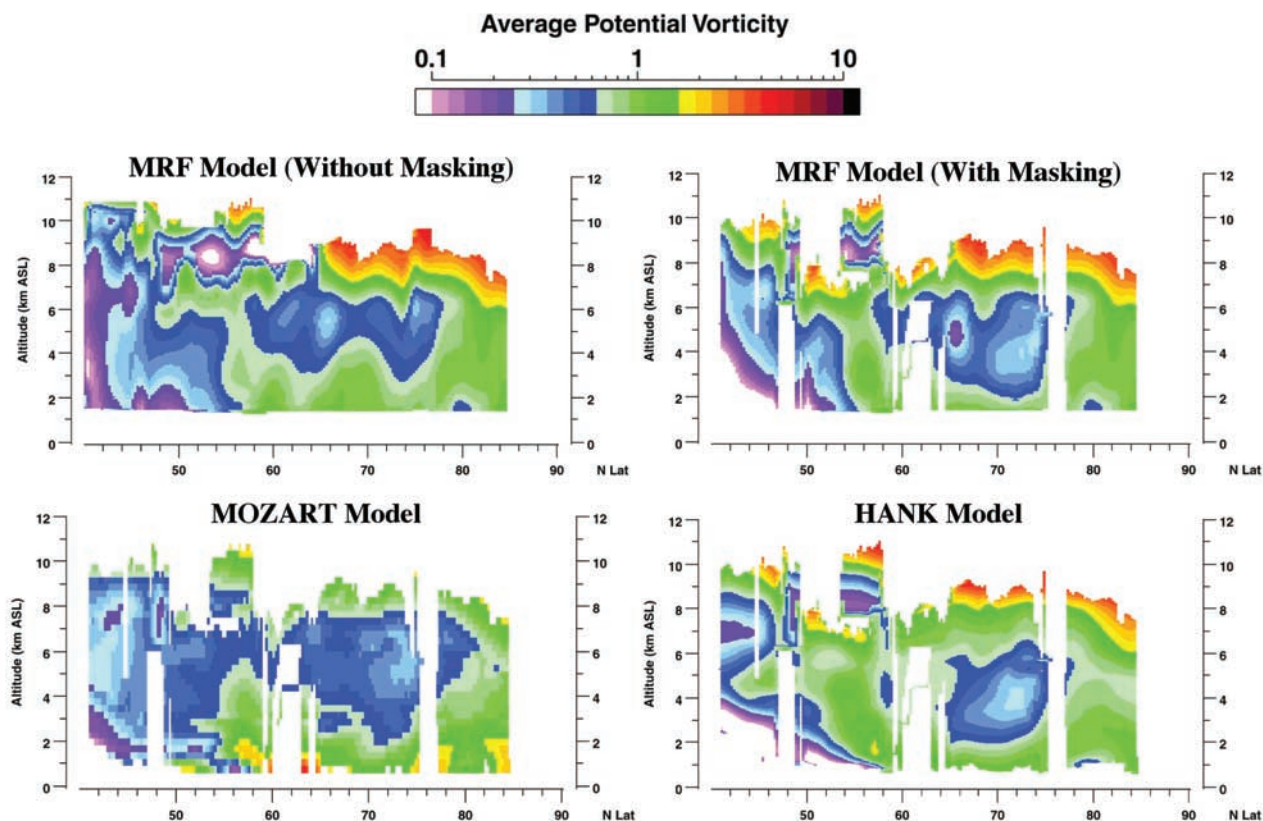 Average Potential Vorticity
0.1 1 10
MRF Model (Without Masking)
12 12
10 10
8 8
6 6
4 4
2 2
0 0
Altitude (km ASL)
50 60 70 80 90 N Lat
MRF Model (With Masking)
12 12
10 10
8 8
6 6
4 4
2 2
0 0
Altitude (km ASL)
50 60 70 80 90 N Lat
MOZART Model
12 12
10 10
8 8
6 6
4 4
2 2
0 0
Altitude (km ASL)
50 60 70 80 90 N Lat
HANK Model
12 12
10 10
8 8
6 6
4 4
2 2
0 0
Altitude (km ASL)
50 60 70 80 90 N Lat